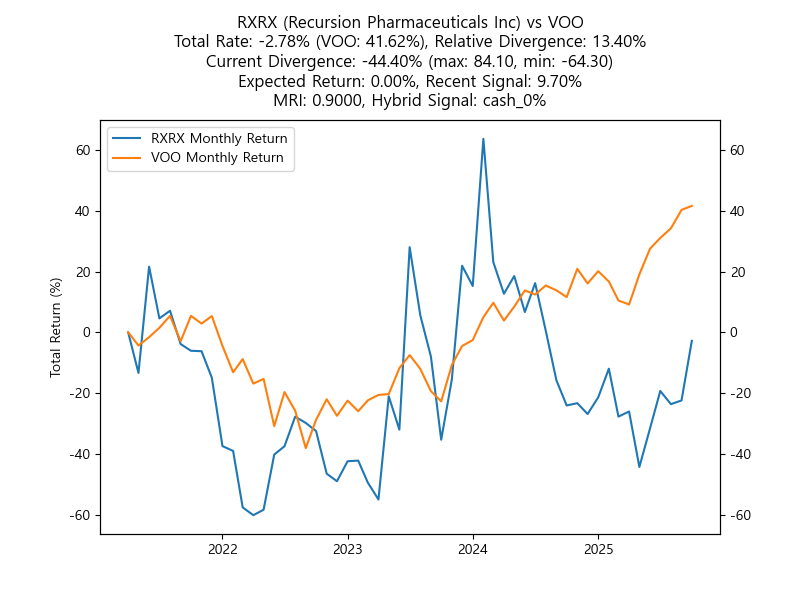 RXRX (Recursion Pharmaceuticals Inc) vs VOO
Total Rate: -2.78% (VOO: 41.62%), Relative Divergence: 13.40%
Current Divergence: -44.40% (max: 84.10, min: -64.30)
Expected Return: 0.00%, Recent Signal: 9.70%
MRI: 0.9000, Hybrid Signal: cash_0%
RXRX Monthly Return
VOO Monthly Return
Total Return (%)
60
40
20
0
-20
-40
-60
60
40
20
0
-20
-40
-60
2022
2023
2024
2025